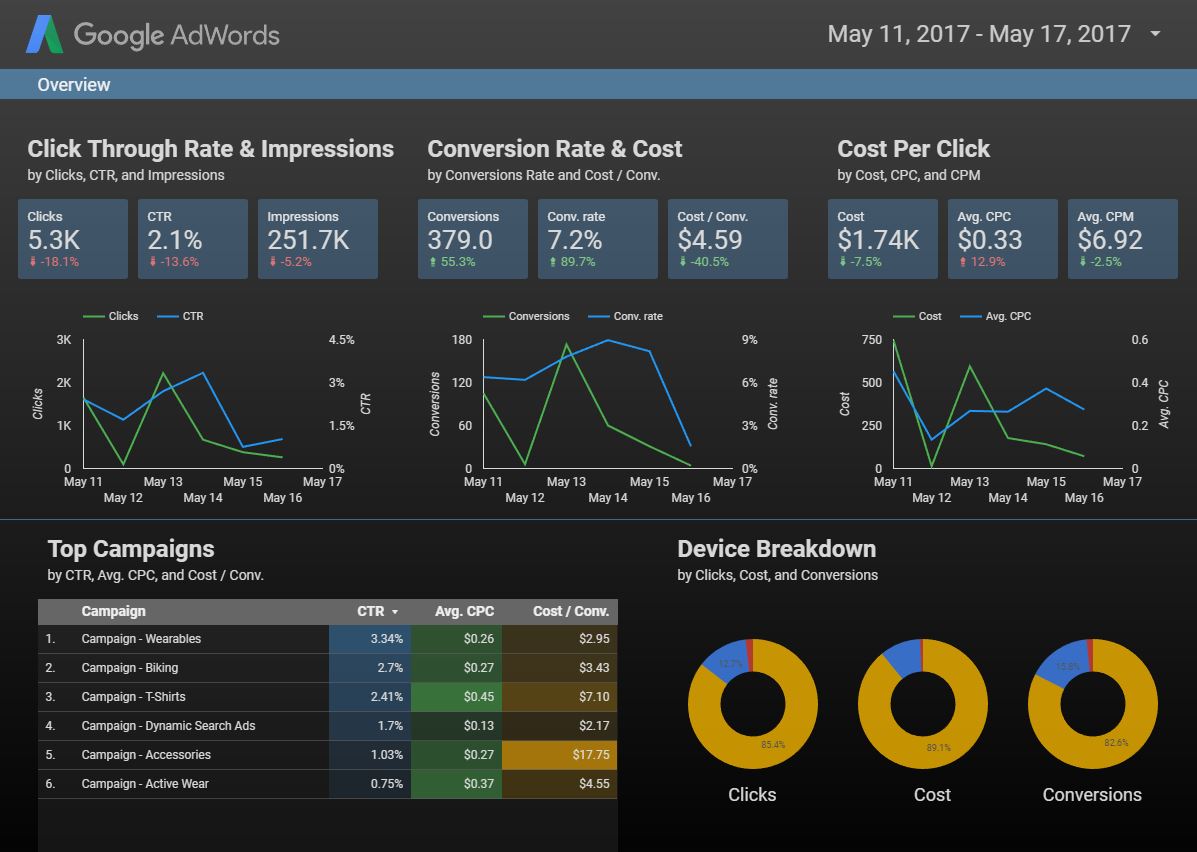 Google AdWords
May 11, 2017 - May 17, 2017
Overview
Click Through Rate & Impressions
by Clicks, CTR, and Impressions
Clicks
5.3K
-18.1%
CTR
2.1%
-13.6%
Impressions
251.7K
-5.2%
Clicks CTR
3K
2K
1K
0
Clicks
4.5%
3%
1.5%
0%
CTR
May 11 May 13 May 15 May 17
May 12 May 14 May 16
Conversion Rate & Cost
by Conversions Rate and Cost / Conv.
Conversions
379.0
55.3%
Conv. rate
7.2%
89.7%
Cost / Conv.
$4.59
-40.5%
Conversions Conv. rate
180
120
60
0
Conversions
9%
6%
3%
0%
Conv. rate
May 11 May 13 May 15 May 17
May 12 May 14 May 16
Cost Per Click
by Cost, CPC, and CPM
Cost
$1.74K
-7.5%
Avg. CPC
$0.33
12.9%
Avg. CPM
$6.92
-2.5%
Cost Avg. CPC
750
500
250
0
Cost
0.6
0.4
0.2
0
Avg. CPC
May 11 May 13 May 15 May 17
May 12 May 14 May 16
Top Campaigns
by CTR, Avg. CPC, and Cost / Conv.
Campaign CTR Avg. CPC Cost / Conv.
1. Campaign - Wearables 3.34% $0.26 $2.95
2. Campaign - Biking 2.7% $0.27 $3.43
3. Campaign - T-Shirts 2.41% $0.45 $7.10
4. Campaign - Dynamic Search Ads 1.7% $0.13 $2.17
5. Campaign - Accessories 1.03% $0.27 $17.75
6. Campaign - Active Wear 0.75% $0.37 $4.55
Device Breakdown
by Clicks, Cost, and Conversions
12.7%
85.4%
Clicks
89.1%
Cost
15.8%
82.6%
Conversions